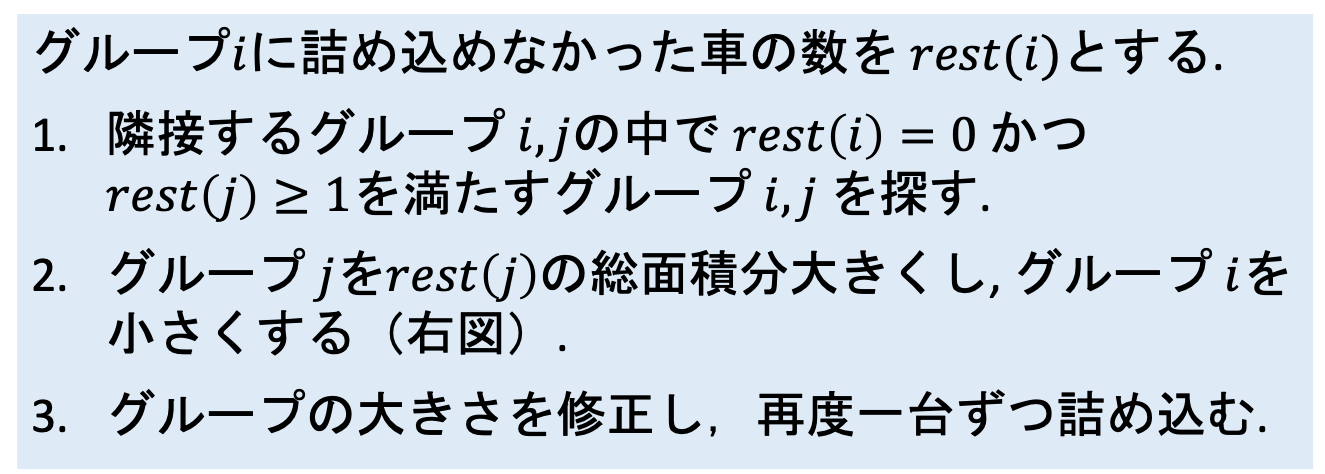 グループiに詰め込めなかった車の数を rest(i)とする.
1. 隣接するグループ i,jの中で rest(i) = 0 かつ
rest(j) ≥ 1を満たすグループ i,j を探す.
2. グループ jをrest(j)の総面積分大きくし, グループ iを
小さくする（右図）.
3. グループの大きさを修正し，再度一台ずつ詰め込む.